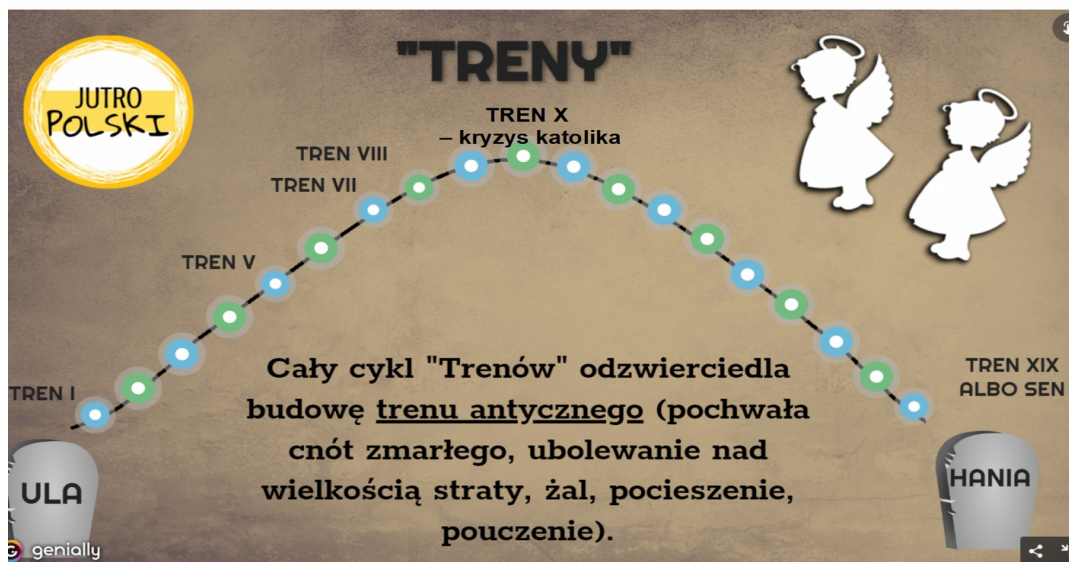 "TRENY"
JUTRO
POLSKI
TREN X
– kryzys katolika
TREN VIII
TREN VII
TREN V
TREN I
Cały cykl "Trenów" odzwierciedla
budowę trenu antycznego (pochwała
cnót zmarłego, ubolewanie nad
wielkością straty, żal, pocieszenie,
pouczenie).
TREN XIX
ALBO SEN
ULA
HANIA
genially